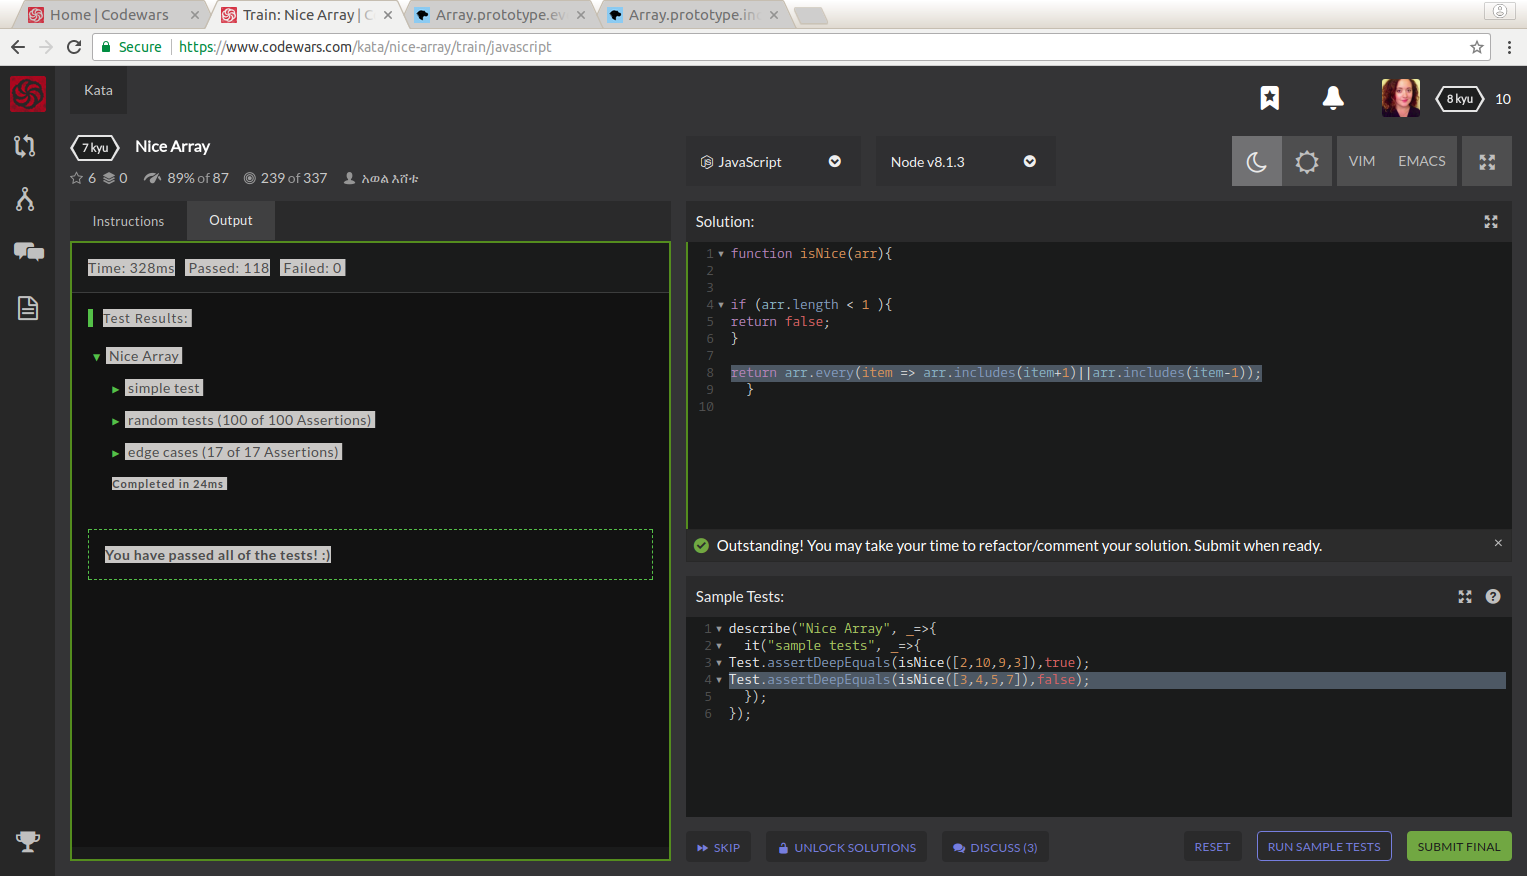 Home | Codewars
Train: Nice Array | C
Array.prototype.ev
Array.prototype.inc
Secure
https://www.codewars.com/kata/nice-array/train/javascript
Kata
8 kyu 10
7 kyu Nice Array
6 0 89% of 87 239 of 337 አወል እሸቱ
JavaScript
Node v8.1.3
VIM EMACS
Instructions Output
Time: 328ms Passed: 118 Failed: 0
Test Results:
Nice Array
simple test
random tests (100 of 100 Assertions)
edge cases (17 of 17 Assertions)
Completed in 24ms
You have passed all of the tests! :)
Solution:
1 function isNice(arr){
2
3
4 if (arr.length < 1 ){
5 return false;
6 }
7
8 return arr.every(item => arr.includes(item+1)||arr.includes(item-1));
9 }
10
Outstanding! You may take your time to refactor/comment your solution. Submit when ready.
Sample Tests:
1 describe("Nice Array", _=>{
2 it("sample tests", _=>{
3 Test.assertDeepEquals(isNice([2,10,9,3]),true);
4 Test.assertDeepEquals(isNice([3,4,5,7]),false);
5 });
6 });
SKIP UNLOCK SOLUTIONS DISCUSS (3) RESET RUN SAMPLE TESTS SUBMIT FINAL